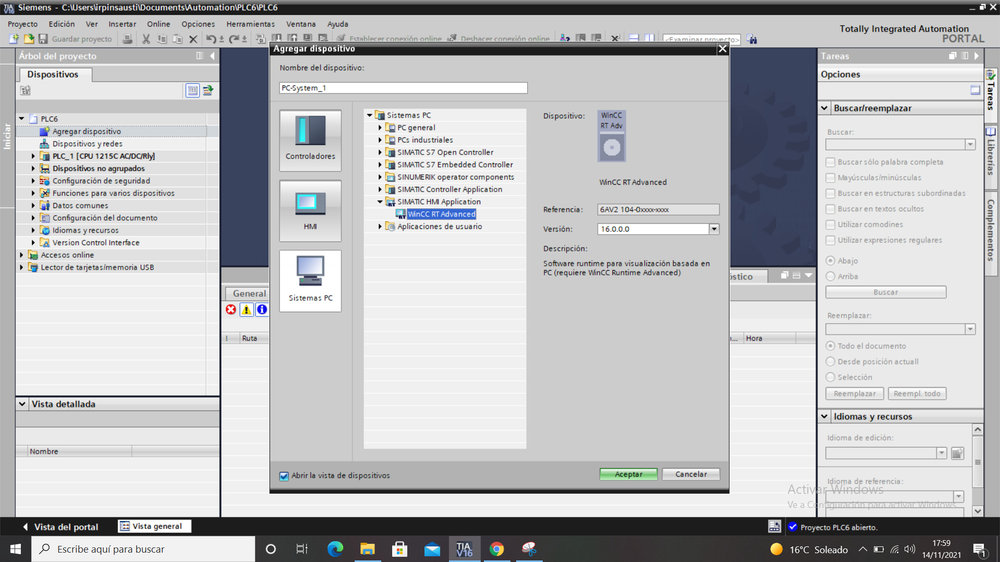 Siemens - C:\Users\irpinsausti\Documents\Automation\PLC6\PLC6
Proyecto Edición Ver Insertar Online Opciones Herramientas Ventana Ayuda
Totally Integrated Automation
PORTAL
Guardar proyecto
Establecer conexión online
Deshacer conexión online
<Examinar proyecto>
Árbol del proyecto
Dispositivos
Iniciar
PLC6
Agregar dispositivo
Dispositivos y redes
PLC_1 [CPU 1215C AC/DC/Rly]
Dispositivos no agrupados
Configuración de seguridad
Funciones para varios dispositivos
Datos comunes
Configuración del documento
Idiomas y recursos
Version Control Interface
Accesos online
Lector de tarjetas/memoria USB
Vista detallada
Nombre
General
! Ruta
Agregar dispositivo
Nombre del dispositivo:
PC-System_1
Controladores
HMI
Sistemas PC
Sistemas PC
PC general
PCs industriales
SIMATIC S7 Open Controller
SIMATIC S7 Embedded Controller
SINUMERIK operator components
SIMATIC Controller Application
SIMATIC HMI Application
WinCC RT Advanced
Aplicaciones de usuario
Dispositivo:
WinCC
RT Adv
WinCC RT Advanced
Referencia: 6AV2 104-0xxxx-xxxx
Versión: 16.0.0.0
Descripción:
Software runtime para visualización basada en
PC (requiere WinCC Runtime Advanced)
Abrir la vista de dispositivos
Aceptar Cancelar
óstico
Hora
Tareas
Opciones
Buscar/reemplazar
Buscar:
Buscar sólo palabra completa
Mayúsculas/minúsculas
Buscar en estructuras subordinadas
Buscar en textos ocultos
Utilizar comodines
Utilizar expresiones regulares
Abajo
Arriba
Buscar
Reemplazar:
Todo el documento
Desde posición actuall
Selección
Reemplazar Reempl. todo
Idiomas y recursos
Idioma de edición:
Idioma de referencia:
Activar Windows
Ve a Configuración para activar Windows.
Tareas
Librerías
Complementos
Vista del portal
Vista general
Proyecto PLC6 abierto.
Escribe aquí para buscar
TIA
V16
16°C Soleado
17:59
14/11/2021
1